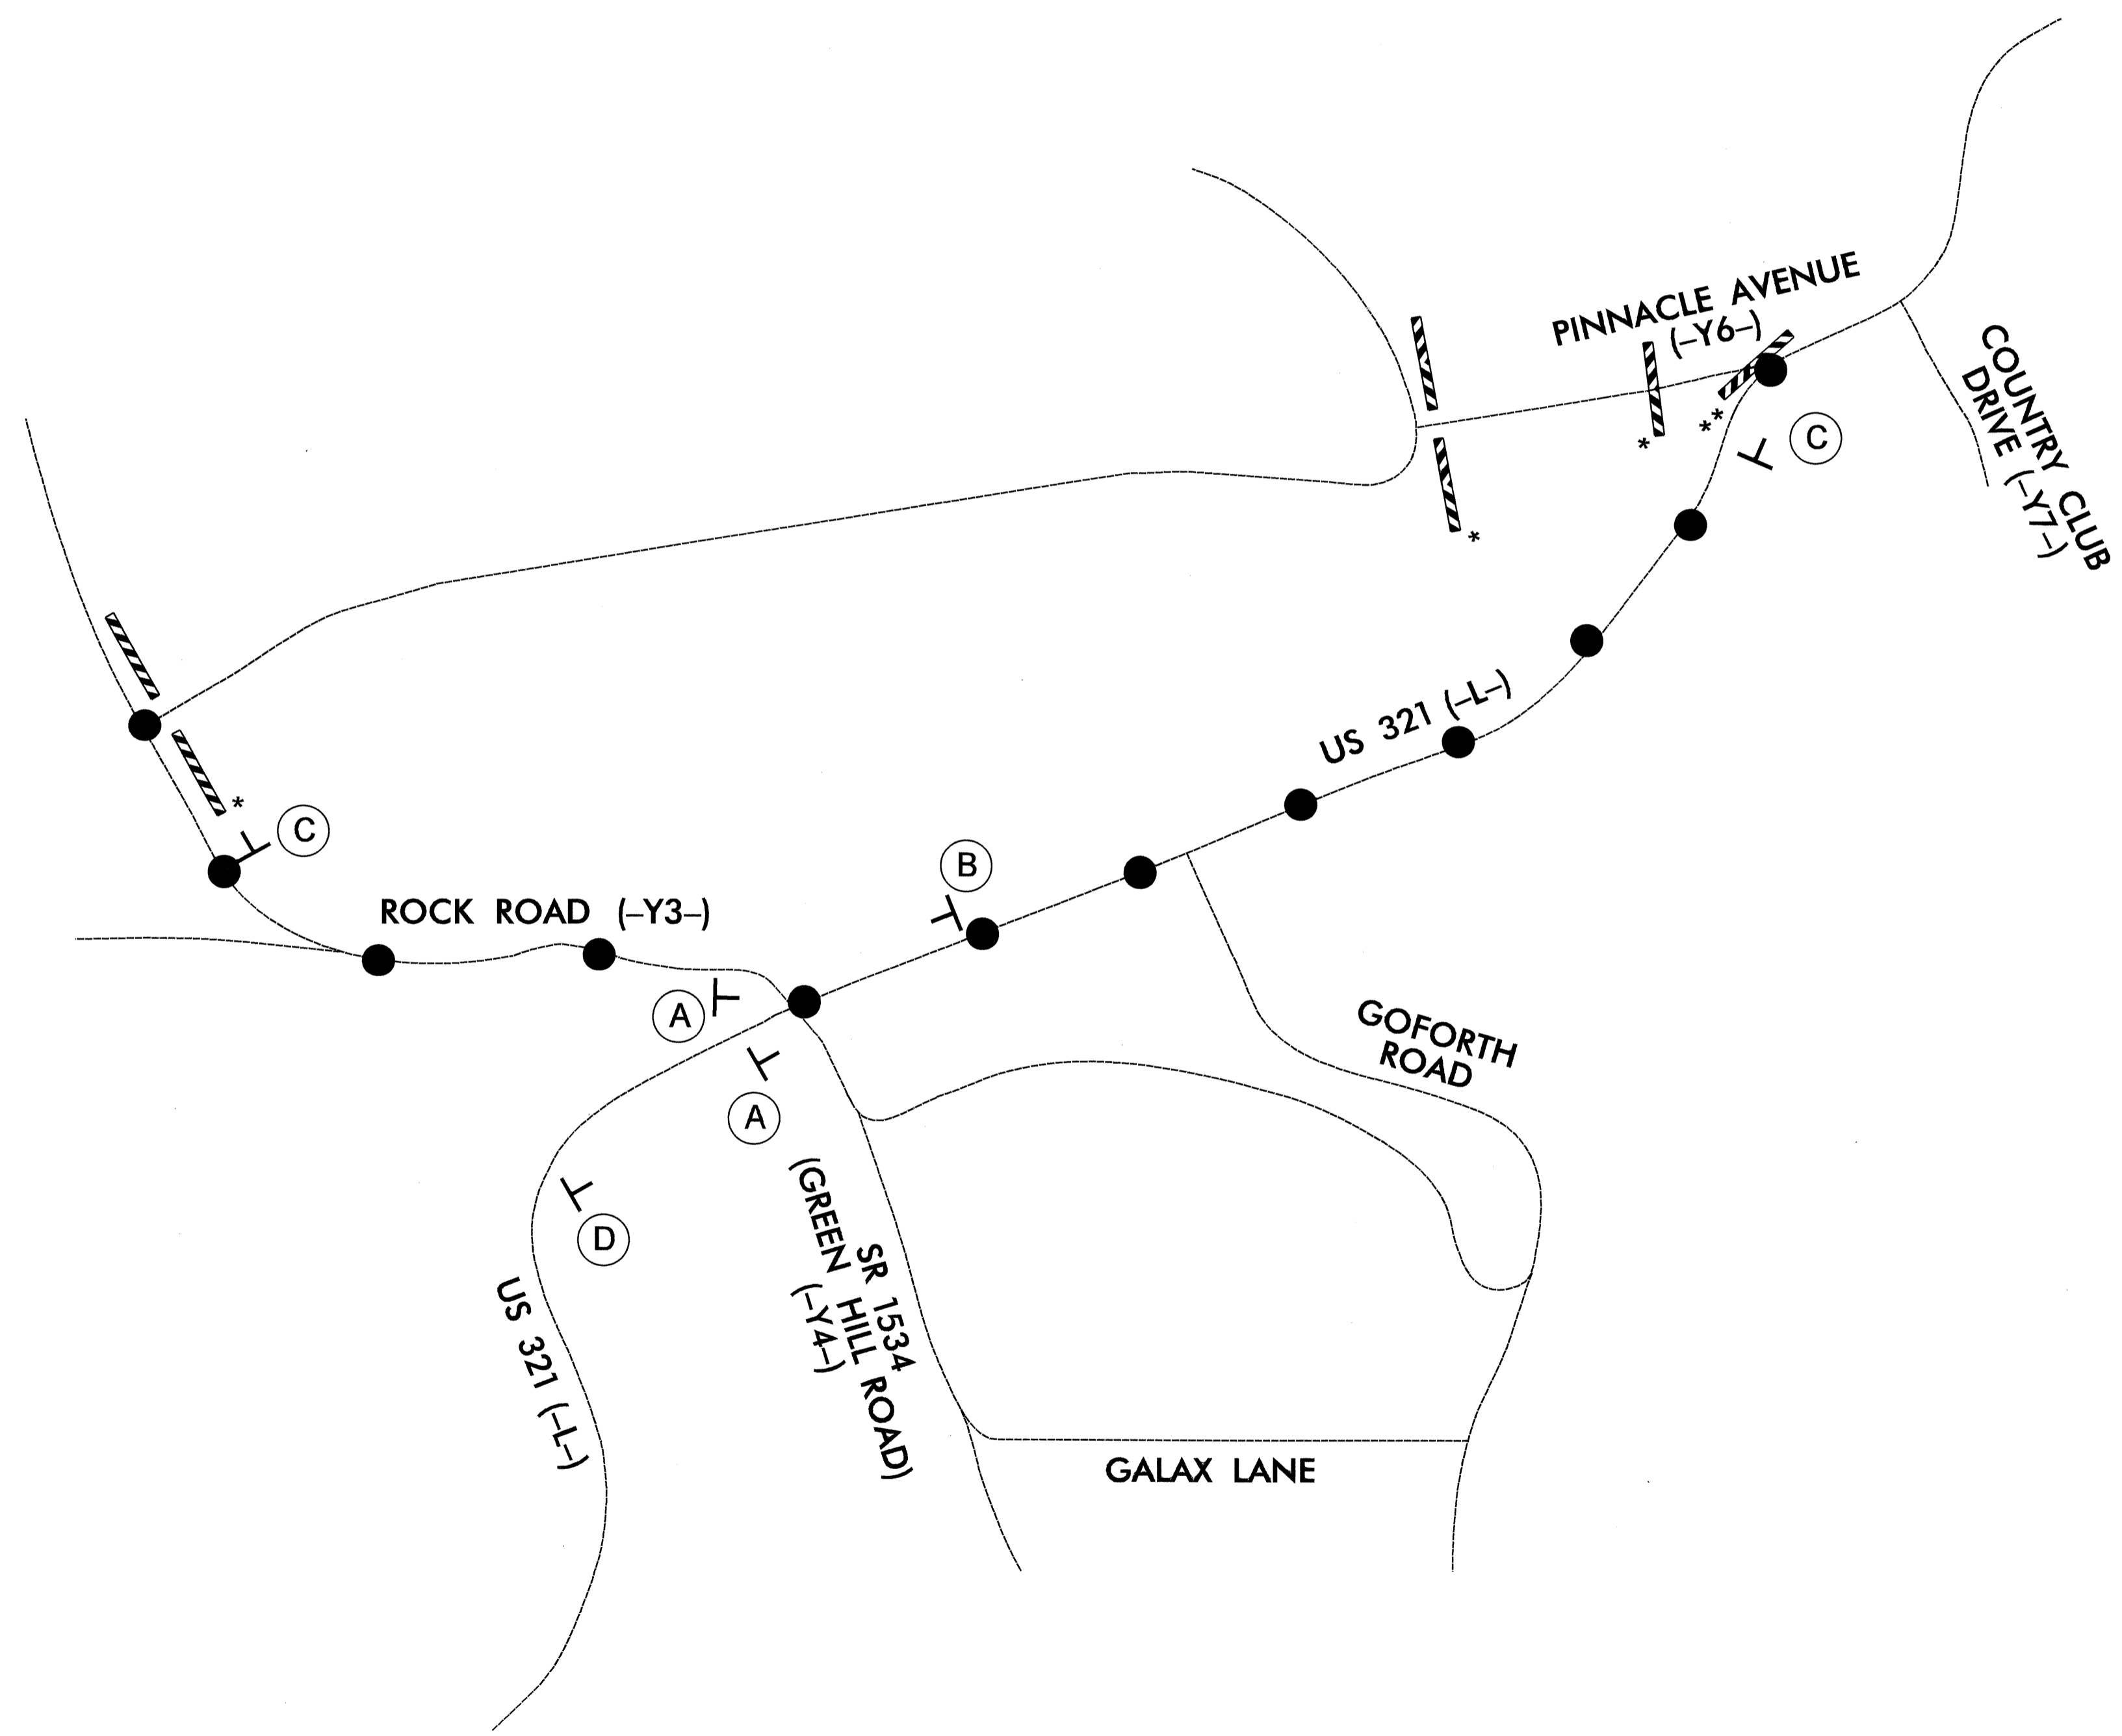 PINNACLE AVENUE
(–Y6–)
COUNTRY CLUB
DRIVE (–Y7–)
*
**
C
*
US 321 (–L–)
*
C
B
ROCK ROAD (–Y3–)
A
GOFORTH
ROAD
A
D
SR 1534
(GREEN HILL ROAD)
(–Y4–)
US 321 (–L–)
GALAX LANE